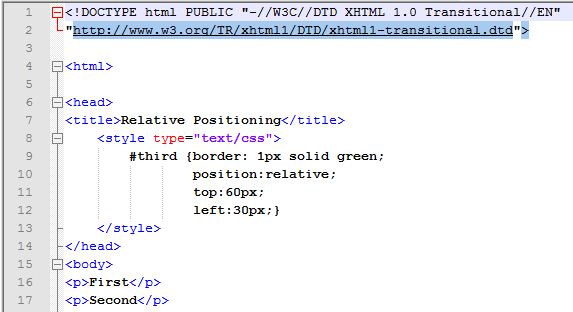 1 <!DOCTYPE html PUBLIC "-//W3C//DTD XHTML 1.0 Transitional//EN"
2 "http://www.w3.org/TR/xhtml1/DTD/xhtml1-transitional.dtd">
3
4 <html>
5
6 <head>
7 <title>Relative Positioning</title>
8 <style type="text/css">
9 #third {border: 1px solid green;
10 position:relative;
11 top:60px;
12 left:30px;}
13 </style>
14 </head>
15 <body>
16 <p>First</p>
17 <p>Second</p>